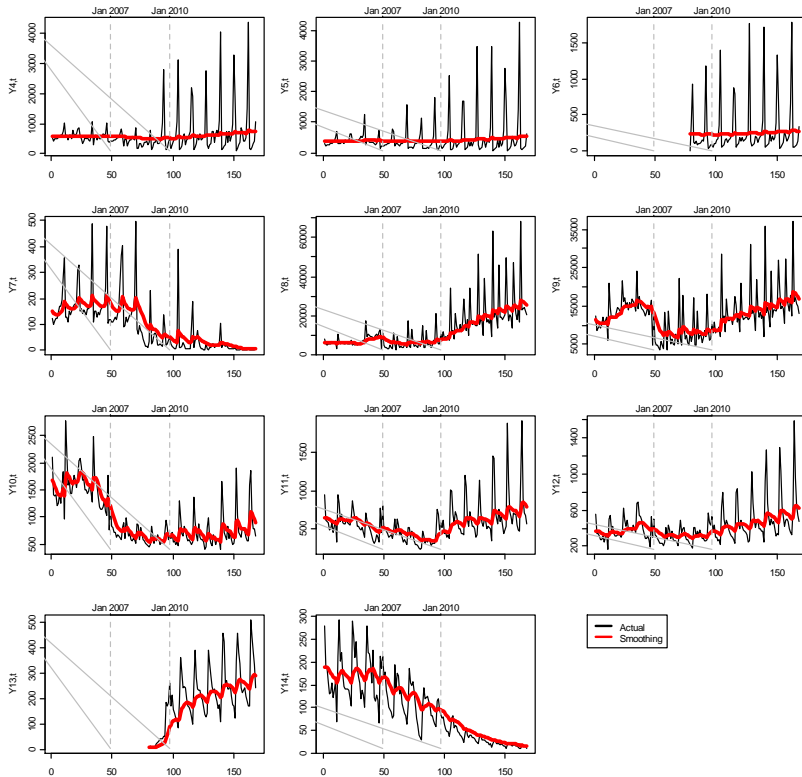 Jan 2007 Jan 2010
Y4,t
0 1000 2000 3000 4000
0 50 100 150
Jan 2007 Jan 2010
Y5,t
0 1000 2000 3000 4000
0 50 100 150
Jan 2007 Jan 2010
Y6,t
0 500 1000 1500
0 50 100 150
Jan 2007 Jan 2010
Y7,t
0 100 200 300 400 500
0 50 100 150
Jan 2007 Jan 2010
Y8,t
0 20000 40000 60000 80000
0 50 100 150
Jan 2007 Jan 2010
Y9,t
5000 15000 25000 35000
0 50 100 150
Jan 2007 Jan 2010
Y10,t
500 1000 1500 2000 2500
0 50 100 150
Jan 2007 Jan 2010
Y11,t
500 1000 1500
0 50 100 150
Jan 2007 Jan 2010
Y12,t
200 600 1000 1400
0 50 100 150
Jan 2007 Jan 2010
Y13,t
0 100 200 300 400 500
0 50 100 150
Jan 2007 Jan 2010
Y14,t
0 50 100 150 200 250 300
0 50 100 150
Actual
Smoothing